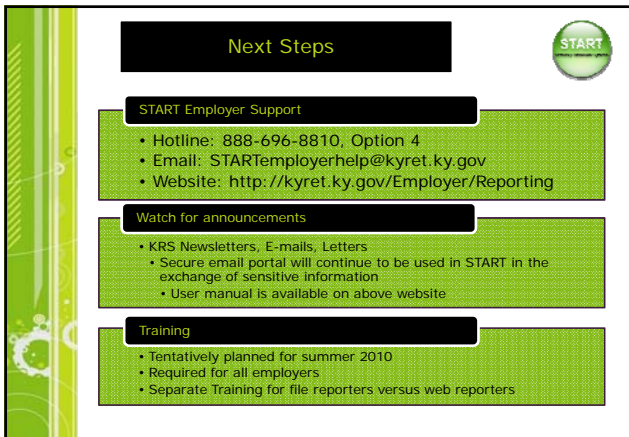 Next Steps
START
START Employer Support
• Hotline: 888-696-8810, Option 4
• Email: STARTemployerhelp@kyret.ky.gov
• Website: http://kyret.ky.gov/Employer/Reporting
Watch for announcements
• KRS Newsletters, E-mails, Letters
• Secure email portal will continue to be used in START in the
exchange of sensitive information
• User manual is available on above website
Training
• Tentatively planned for summer 2010
• Required for all employers
• Separate Training for file reporters versus web reporters